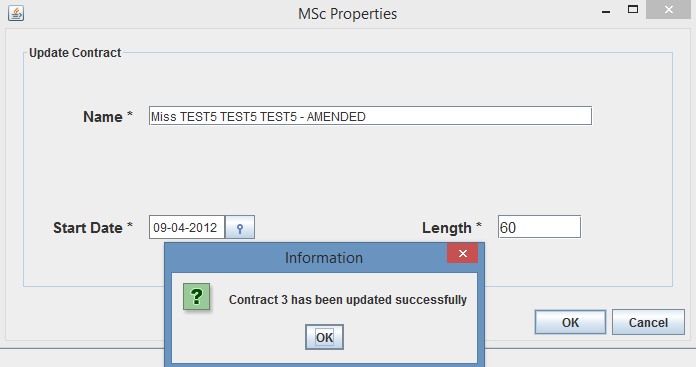 MSc Properties
Update Contract
Name * Miss TEST5 TEST5 TEST5 - AMENDED
Start Date * 09-04-2012 Length * 60
Information
? Contract 3 has been updated successfully
OK
OK Cancel